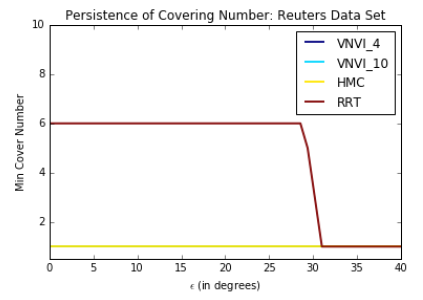 Persistence of Covering Number: Reuters Data Set
10
8
6
4
2
Min Cover Number
VNVI_4
VNVI_10
HMC
RRT
0 5 10 15 20 25 30 35 40
ϵ (in degrees)